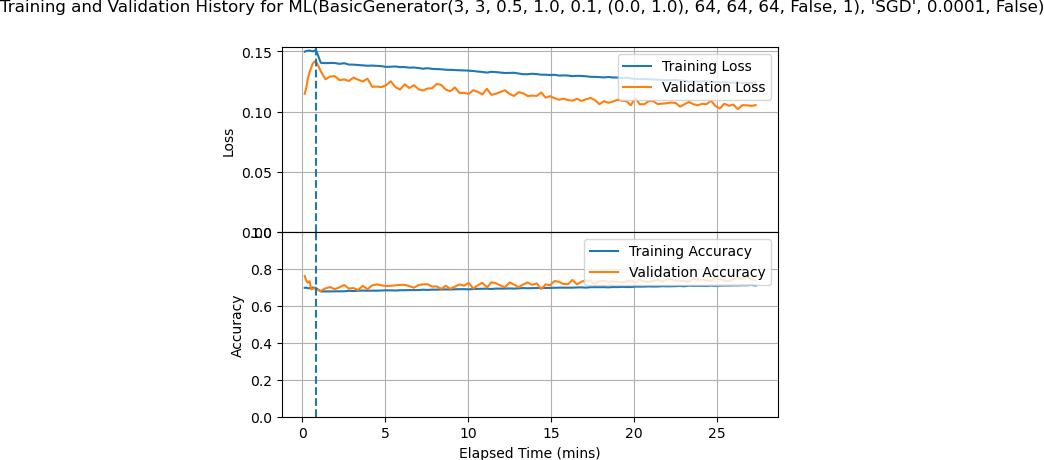 Training and Validation History for ML(BasicGenerator(3, 3, 0.5, 1.0, 0.1, (0.0, 1.0), 64, 64, 64, False, 1), 'SGD', 0.0001, False)
0.15
0.10
0.05
0.00
Loss
Training Loss
Validation Loss
1.0
0.8
0.6
0.4
0.2
0.0
Accuracy
Training Accuracy
Validation Accuracy
0 5 10 15 20 25
Elapsed Time (mins)